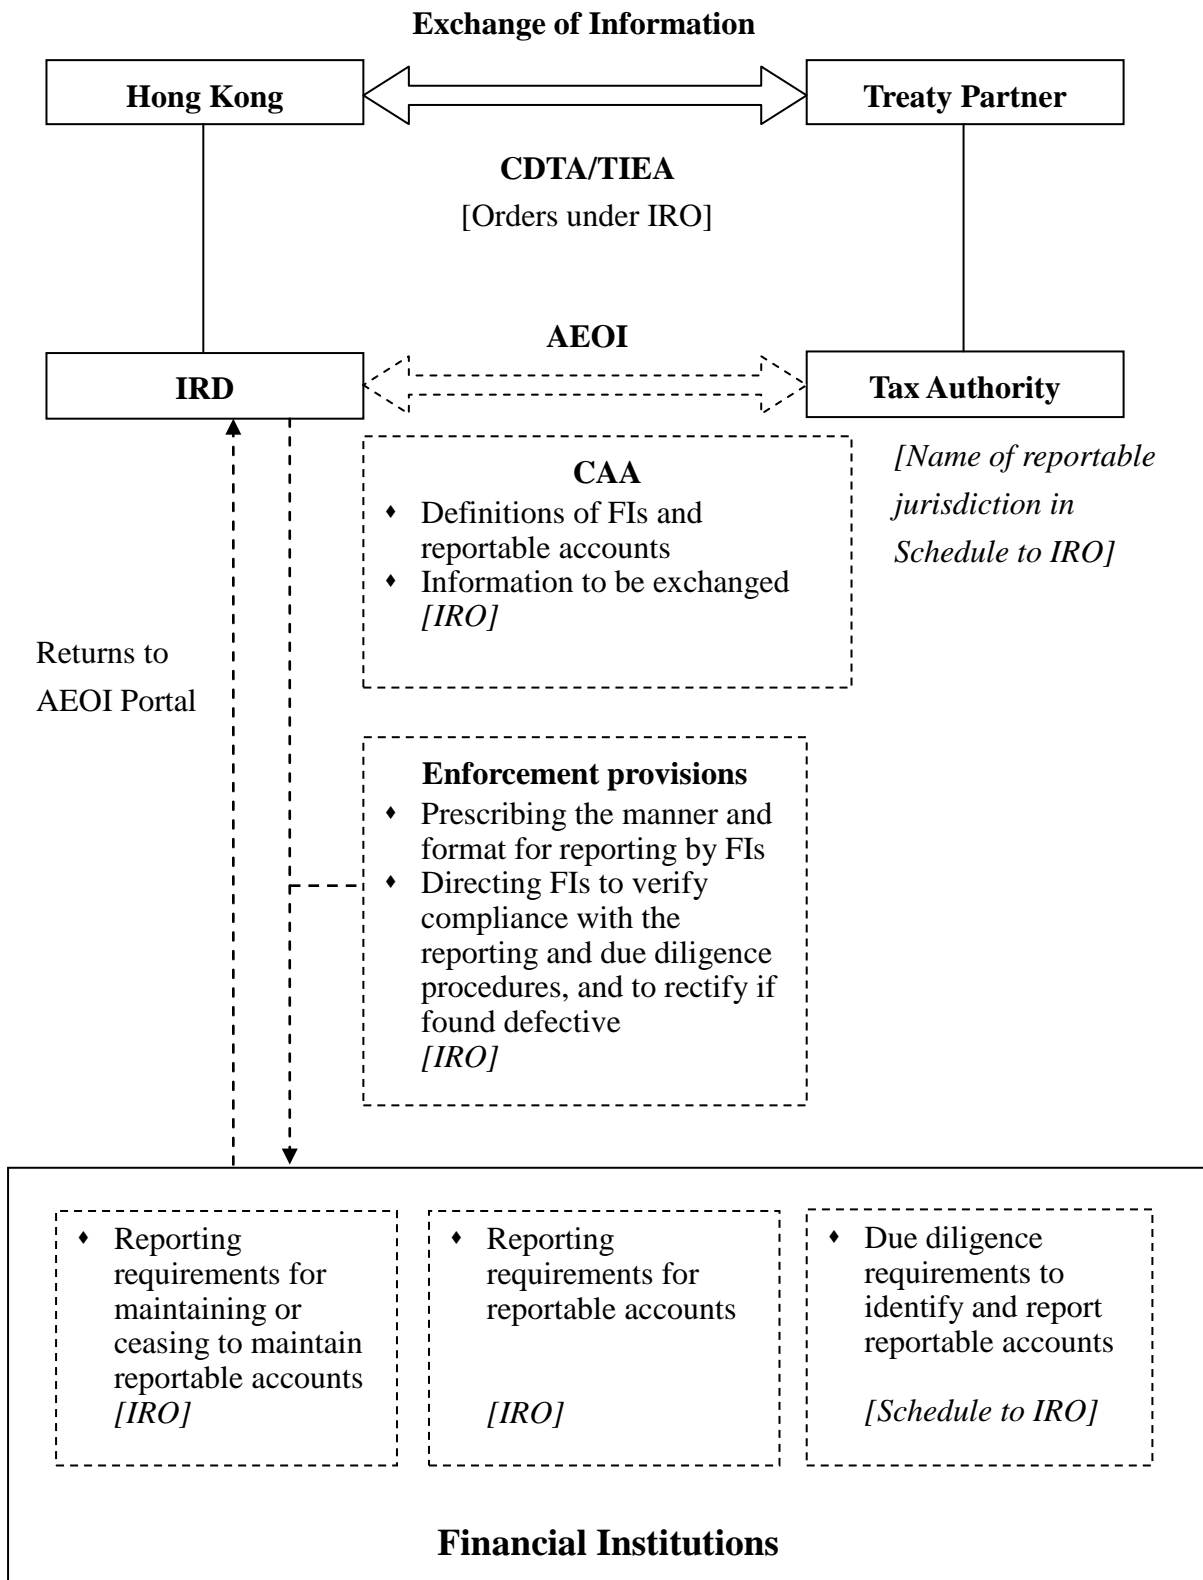 Exchange of Information
Hong Kong
Treaty Partner
CDTA/TIEA
[Orders under IRO]
AEOI
IRD
Tax Authority
[Name of reportable
jurisdiction in
Schedule to IRO]
CAA
♦ Definitions of FIs and
reportable accounts
♦ Information to be exchanged
[IRO]
Returns to
AEOI Portal
Enforcement provisions
♦ Prescribing the manner and
format for reporting by FIs
♦ Directing FIs to verify
compliance with the
reporting and due diligence
procedures, and to rectify if
found defective
[IRO]
♦ Reporting
requirements for
maintaining or
ceasing to maintain
reportable accounts
[IRO]
♦ Reporting
requirements for
reportable accounts
[IRO]
♦ Due diligence
requirements to
identify and report
reportable accounts
[Schedule to IRO]
Financial Institutions